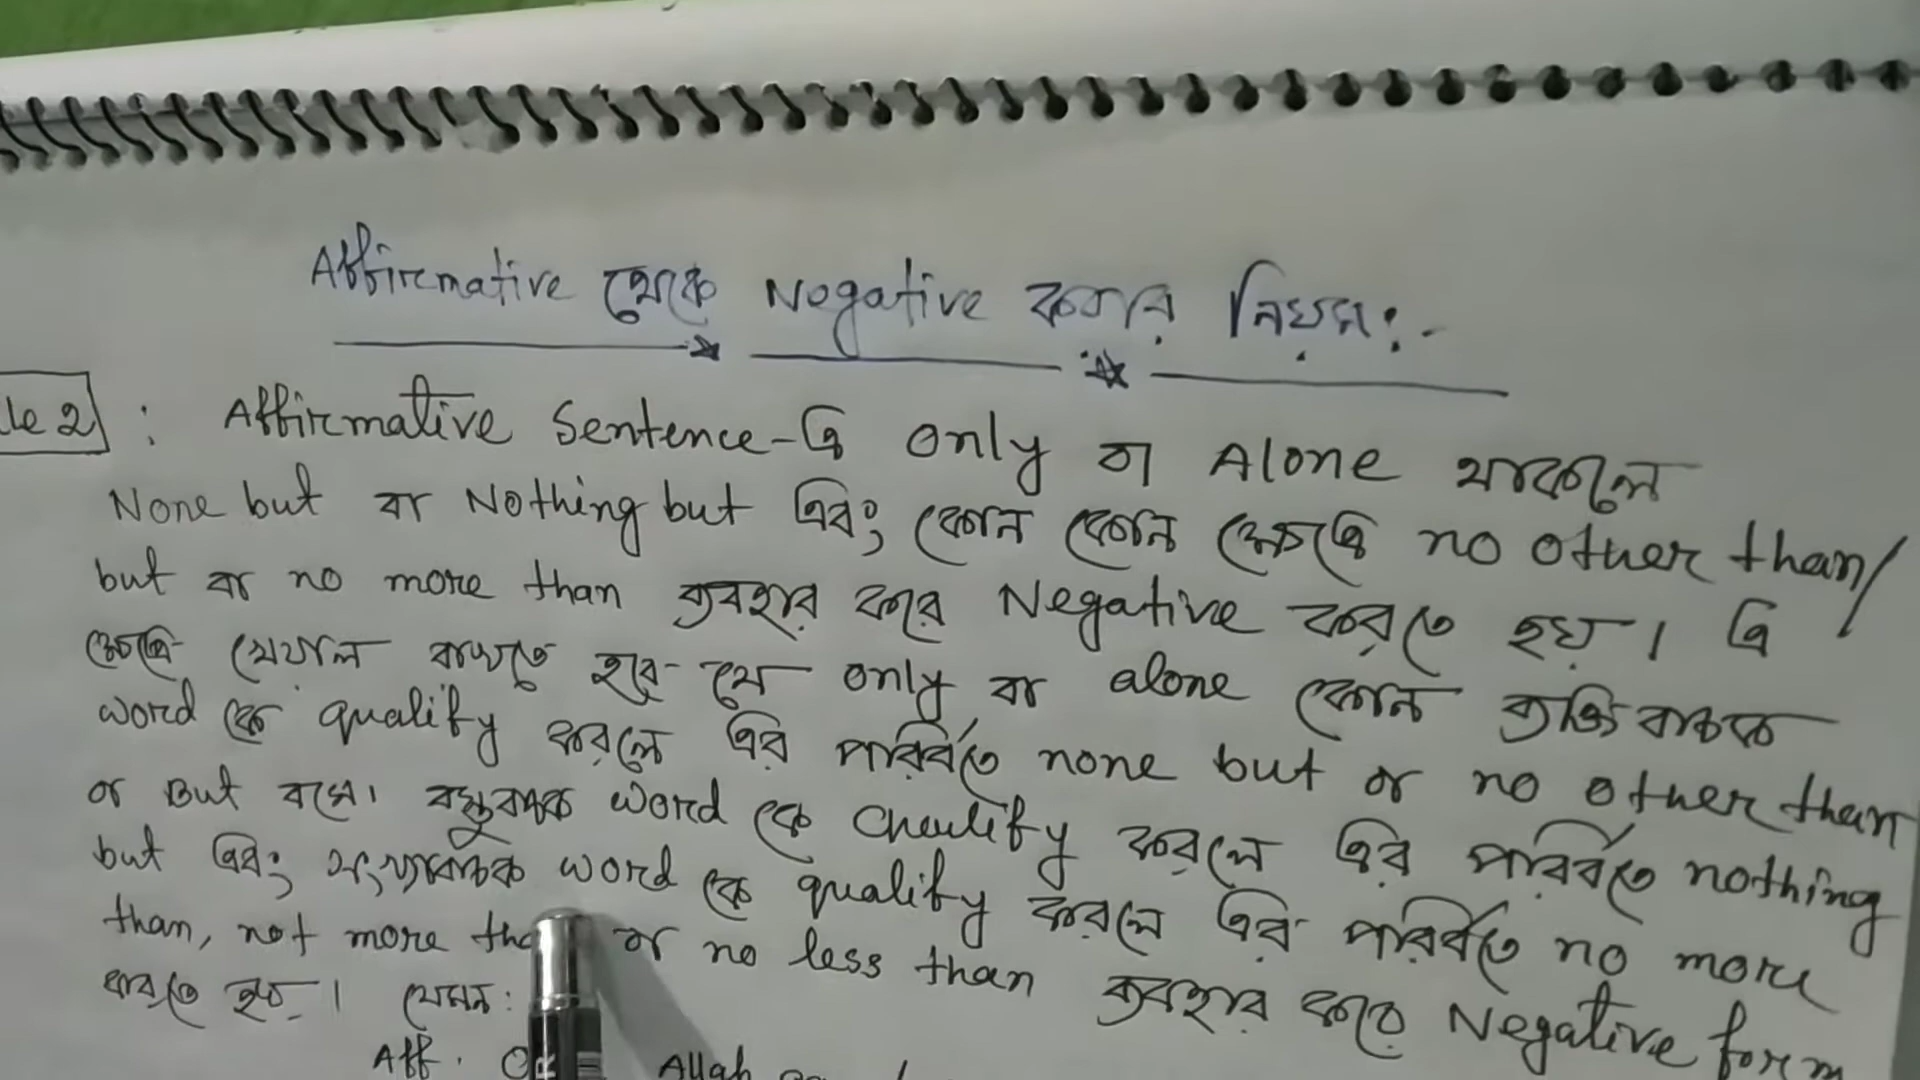 Affirmative থেকে Nogative করার নিয়ম:-
le 2 : Affirmative Sentence-এ only বা Alone থাকলে
None but বা Nothing but এবং কোন কোন ক্ষেত্রে no other than/
but বা no more than ব্যবহার করে Negative করতে হয়। এ
ক্ষেত্রে খেয়াল রাখতে হবে- যে only বা alone কোন ব্যক্তিবাচক
word কে qualify করলে এর পরিবর্তে none but or no other than
or But বসে। বস্তুবাচক word কে qualify করলে এর পরিবর্তে nothing
but এবং সংখ্যাবাচক word কে qualify করলে এর পরিবর্তে no more
than, not more tha or no less than ব্যবহার করে Negative form
করতে হয়। যেমন:
Aff. O Allah